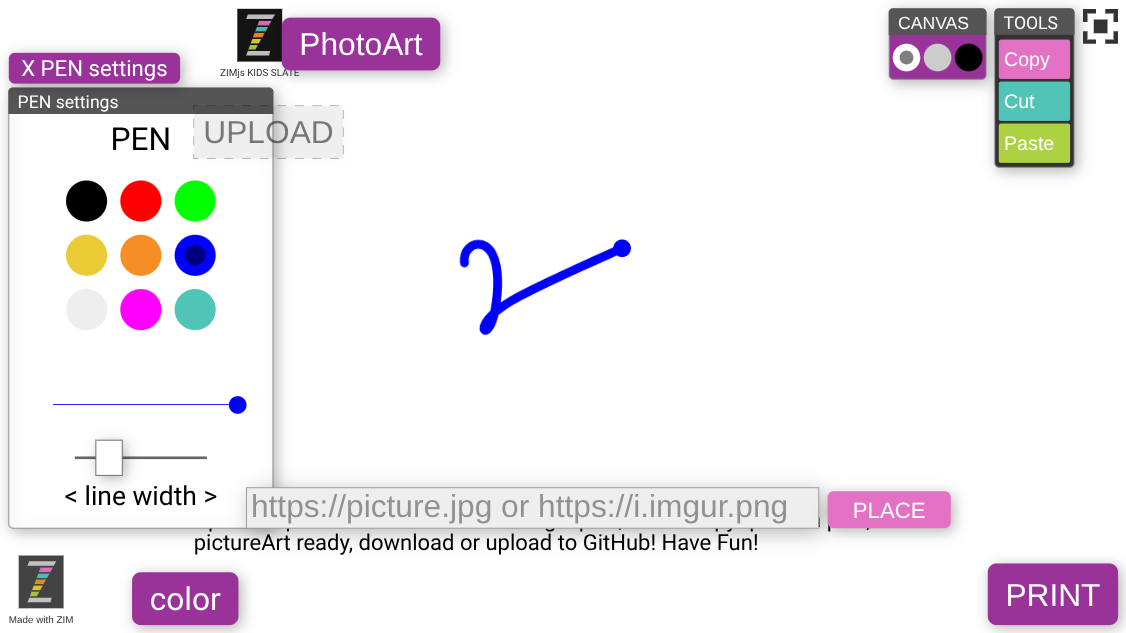 PhotoArt
CANVAS
TOOLS
ZIMjs KIDS SLATE
X PEN settings
Copy
PEN settings
Cut
PEN
UPLOAD
Paste
< line width >
https://picture.jpg or https://i.imgur.png
PLACE
pictureArt ready, download or upload to GitHub! Have Fun!
color
PRINT
Made with ZIM